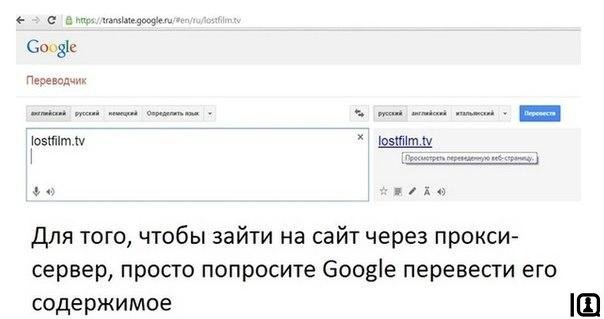 https://translate.google.ru/#en/ru/lostfilm.tv
Google
Переводчик
английский русский немецкий Определить язык русский английский итальянский Перевести
lostfilm.tv lostfilm.tv
Просмотреть переведенную веб-страницу.
Для того, чтобы зайти на сайт через прокси-
сервер, просто попросите Google перевести его
содержимое